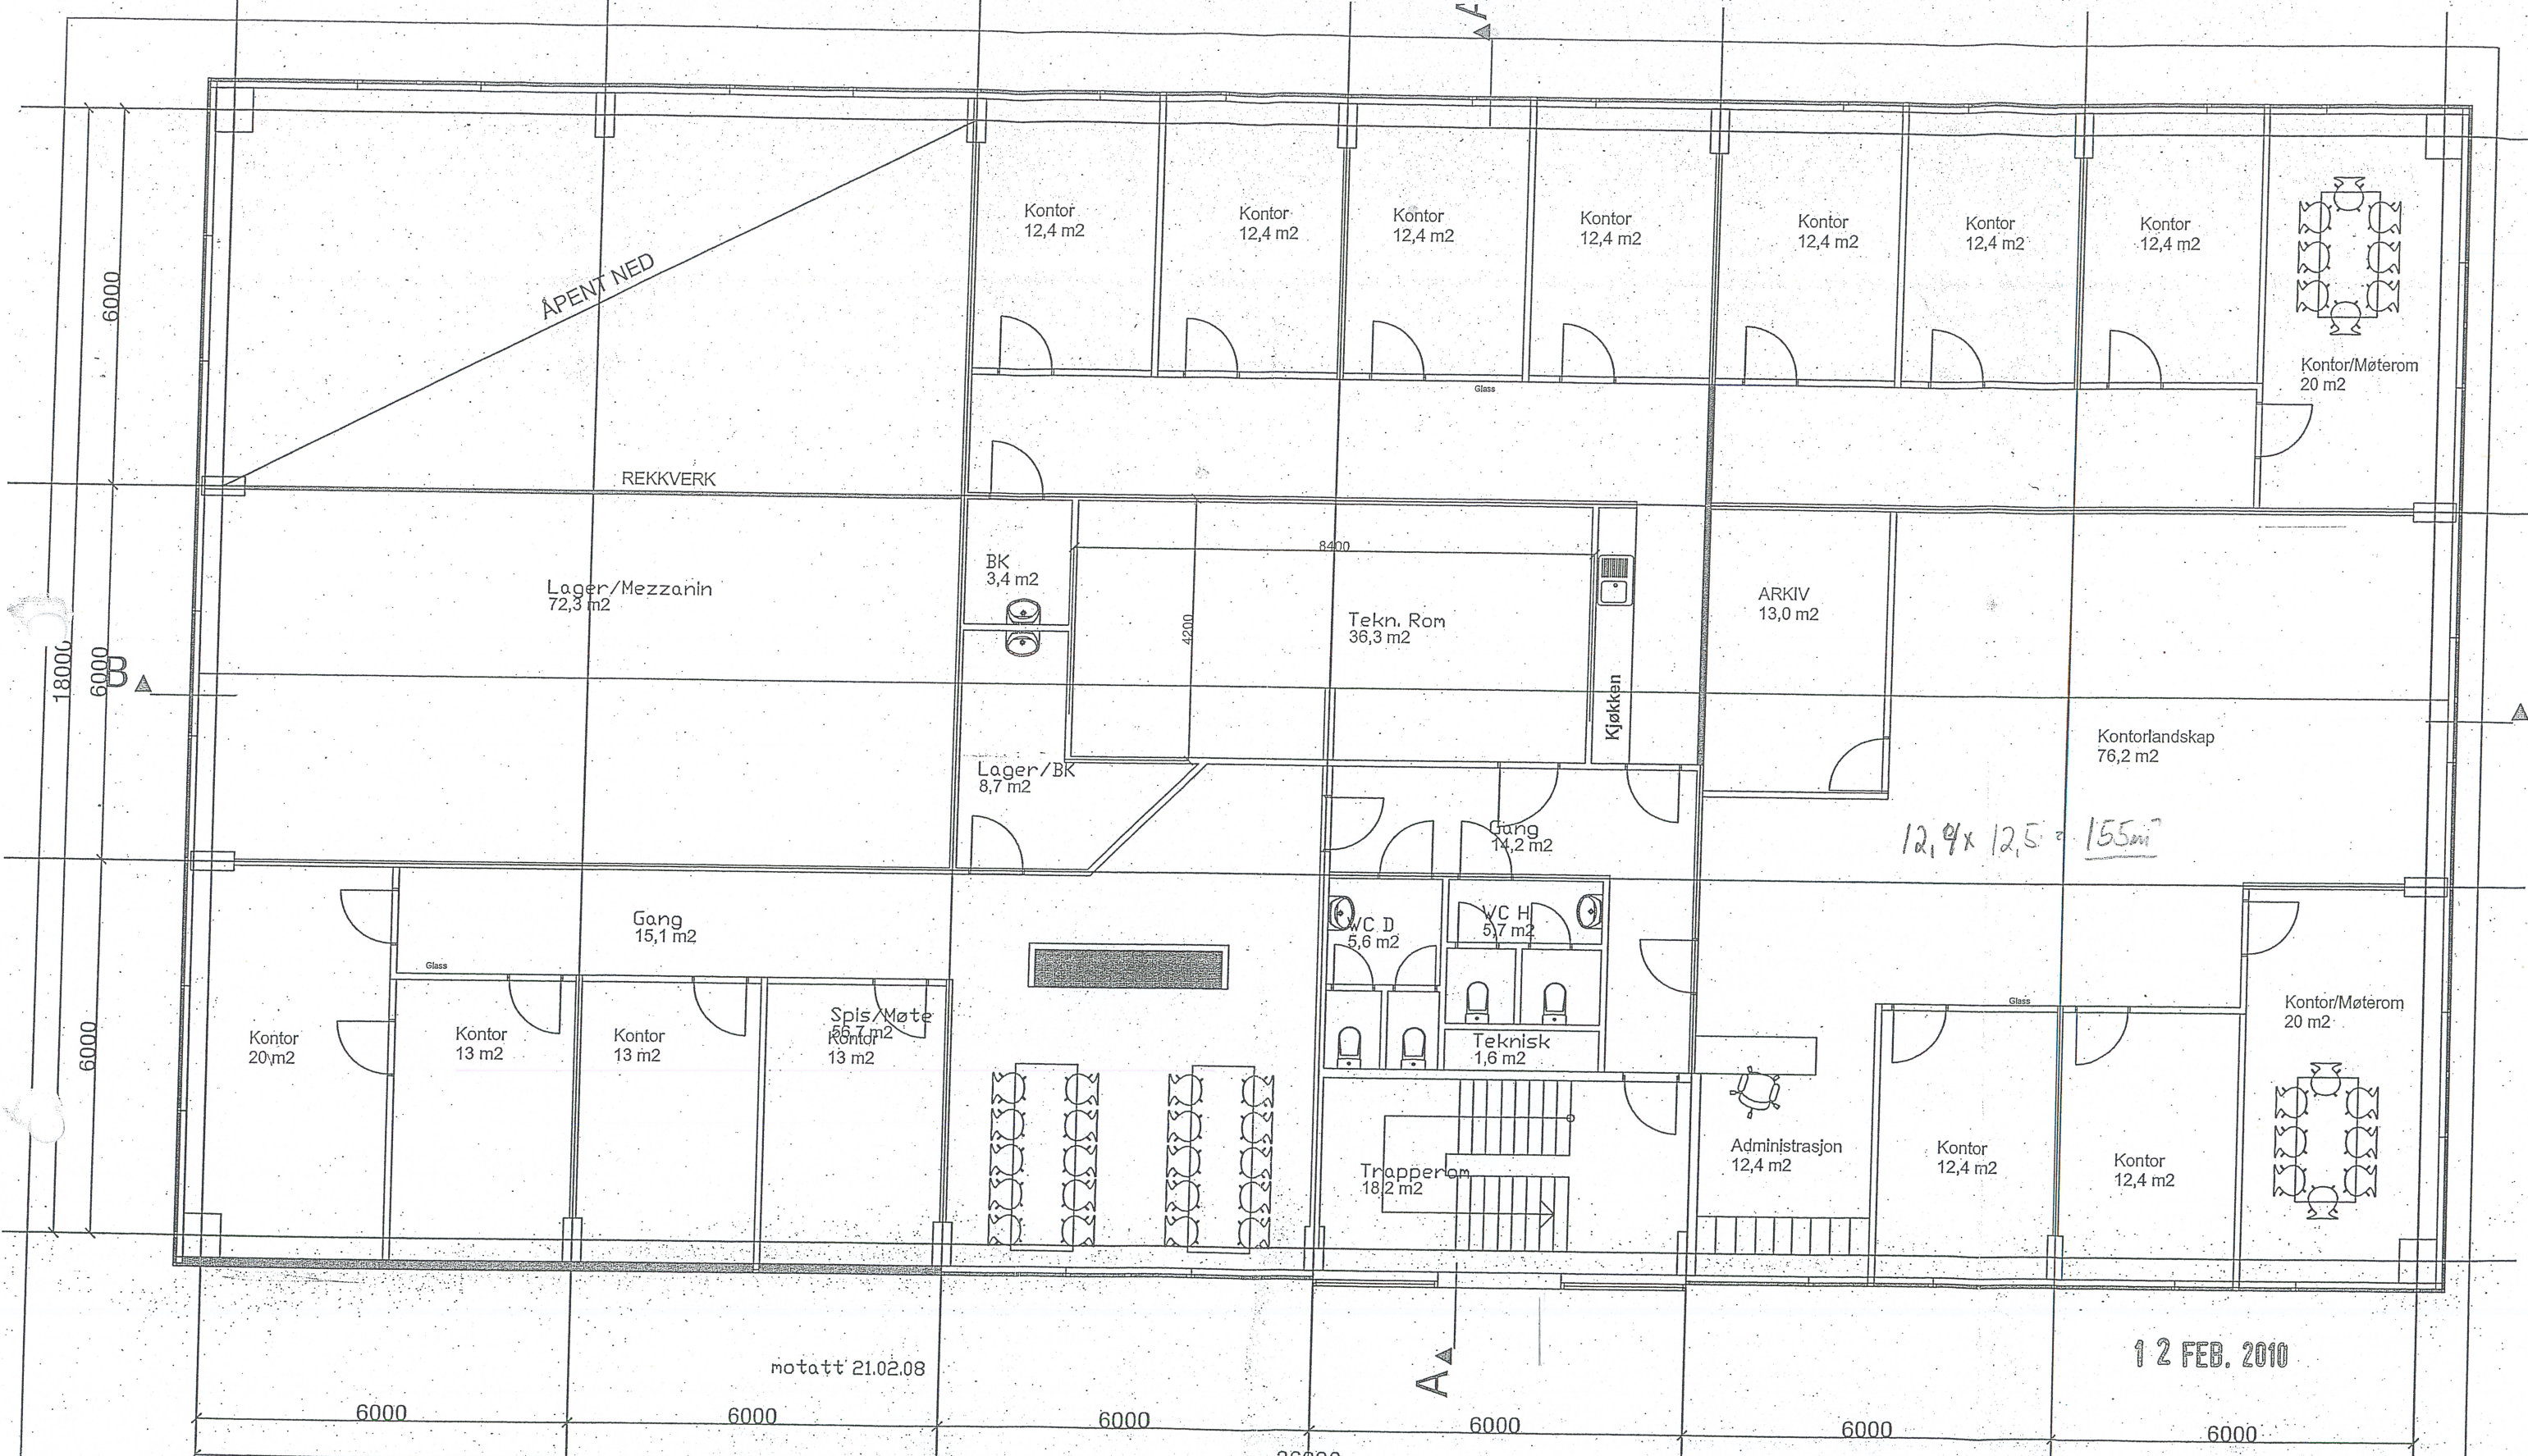 A
Kontor
12,4 m2
Kontor
12,4 m2
Kontor
12,4 m2
Kontor
12,4 m2
Kontor
12,4 m2
Kontor
12,4 m2
Kontor
12,4 m2
Kontor/Møterom
20 m2
ÅPENT NED
6000
Glass
REKKVERK
BK
3,4 m2
8400
Lager/Mezzanin
72,3 m2
Tekn. Rom
36,3 m2
4200
ARKIV
13,0 m2
18000
6000
B
Kjøkken
Kontorlandskap
76,2 m2
Lager/BK
8,7 m2
Gang
14,2 m2
12,4 x 12,5 = 155m²
Gang
15,1 m2
WC D
5,6 m2
WC H
5,7 m2
Glass
Glass
6000
Kontor
20 m2
Kontor
13 m2
Kontor
13 m2
Spis/Møte
56,7 m2
Kontor
13 m2
Teknisk
1,6 m2
Kontor/Møterom
20 m2
Trapperom
18,2 m2
Administrasjon
12,4 m2
Kontor
12,4 m2
Kontor
12,4 m2
motatt 21.02.08
A
12 FEB. 2010
6000
6000
6000
6000
6000
6000